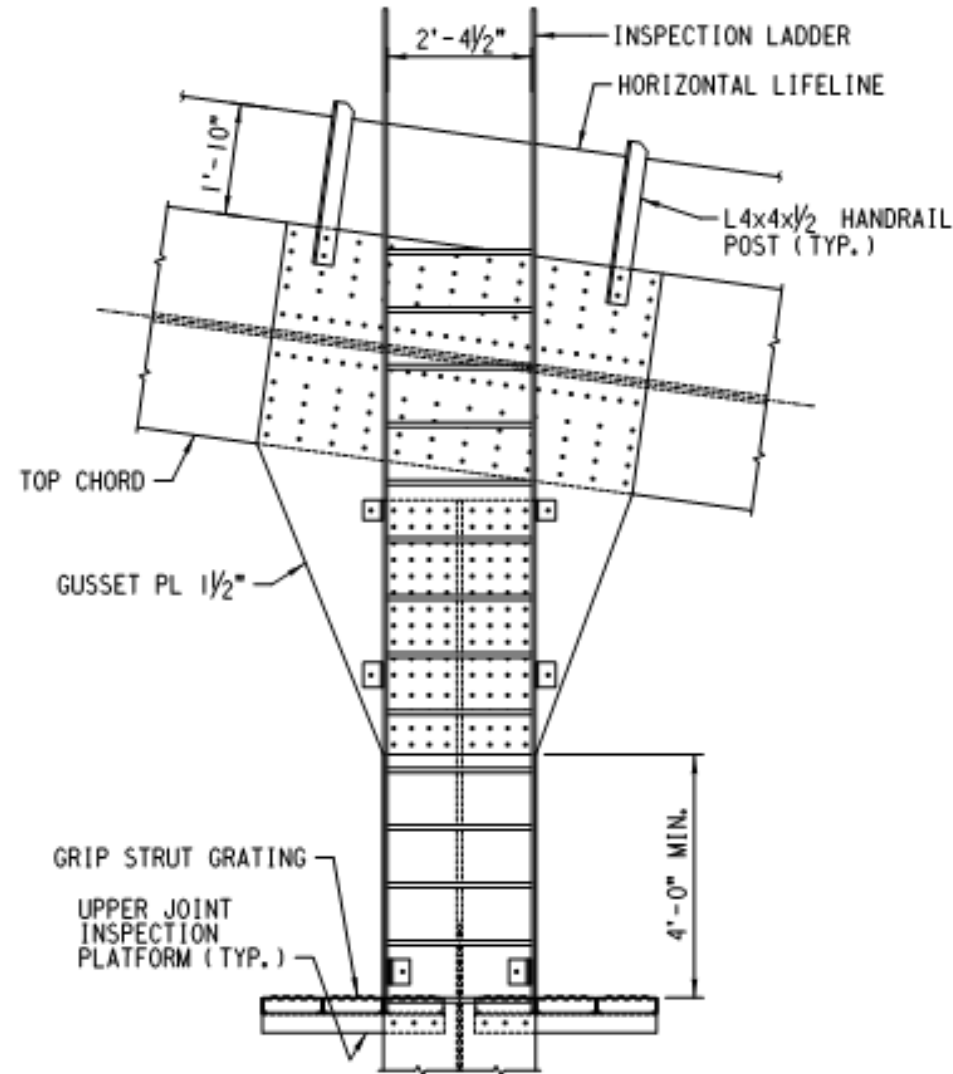 2'-4½"
INSPECTION LADDER
HORIZONTAL LIFELINE
1'-10"
L4x4x½ HANDRAIL
POST (TYP.)
TOP CHORD
GUSSET PL 1½"
4'-0" MIN.
GRIP STRUT GRATING
UPPER JOINT
INSPECTION
PLATFORM (TYP.)